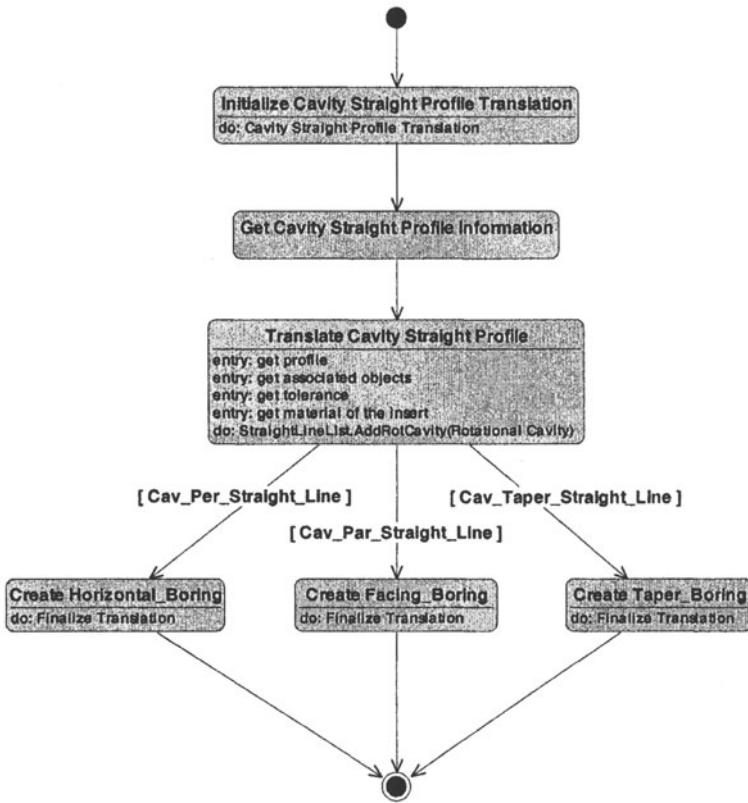 Initialize Cavity Straight Profile Translation
do: Cavity Straight Profile Translation
Get Cavity Straight Profile Information
Translate Cavity Straight Profile
entry: get profile
entry: get associated objects
entry: get tolerance
entry: get material of the insert
do: StraightLineList.AddRotCavity(Rotational Cavity)
[ Cav_Per_Straight_Line ]
[ Cav_Taper_Straight_Line ]
[ Cav_Par_Straight_Line ]
Create Horizontal_Boring
do: Finalize Translation
Create Facing_Boring
do: Finalize Translation
Create Taper_Boring
do: Finalize Translation